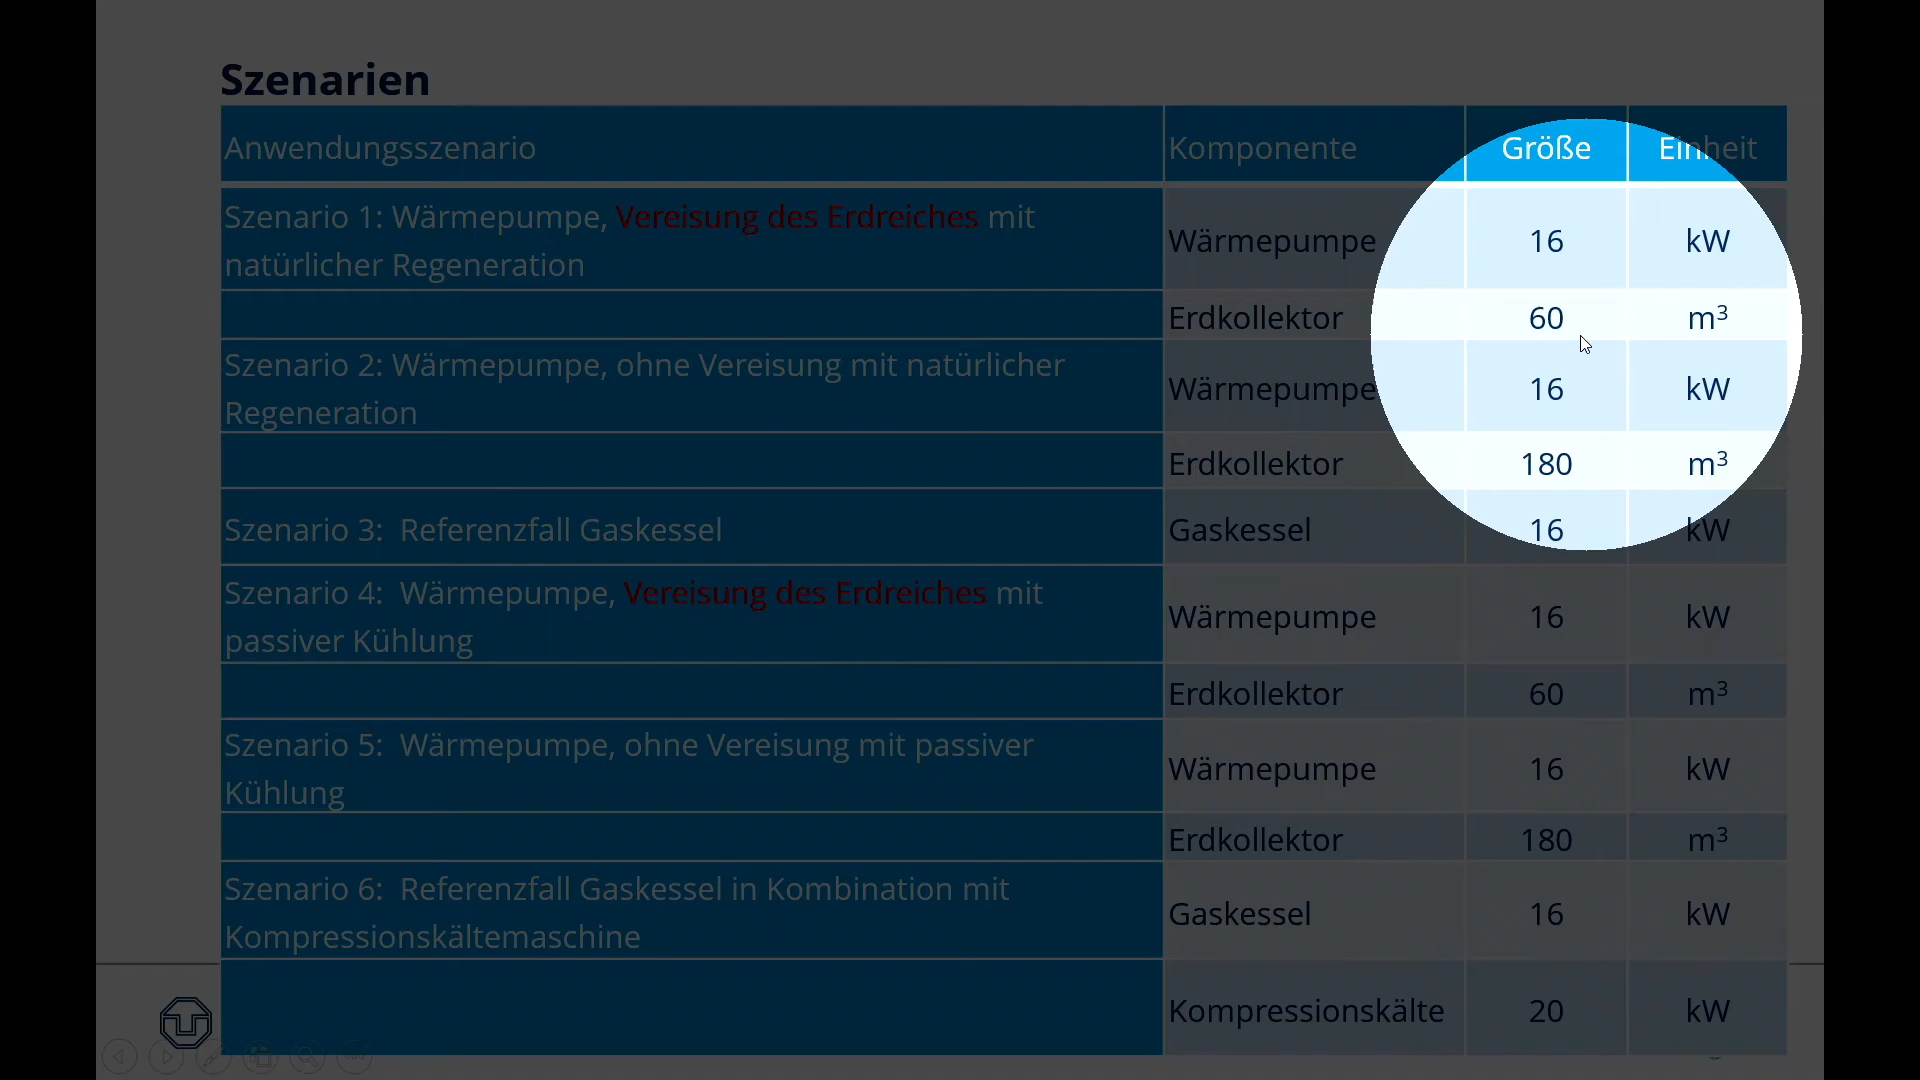 Szenarien
Anwendungsszenario Komponente Größe Einheit
Szenario 1: Wärmepumpe, Vereisung des Erdreiches mit
natürlicher Regeneration
Wärmepumpe 16 kW
Erdkollektor 60 m³
Szenario 2: Wärmepumpe, ohne Vereisung mit natürlicher
Regeneration
Wärmepumpe 16 kW
Erdkollektor 180 m³
Szenario 3: Referenzfall Gaskessel Gaskessel 16 kW
Szenario 4: Wärmepumpe, Vereisung des Erdreiches mit
passiver Kühlung
Wärmepumpe 16 kW
Erdkollektor 60 m³
Szenario 5: Wärmepumpe, ohne Vereisung mit passiver
Kühlung
Wärmepumpe 16 kW
Erdkollektor 180 m³
Szenario 6: Referenzfall Gaskessel in Kombination mit
Kompressionskältemaschine
Gaskessel 16 kW
Kompressionskälte 20 kW